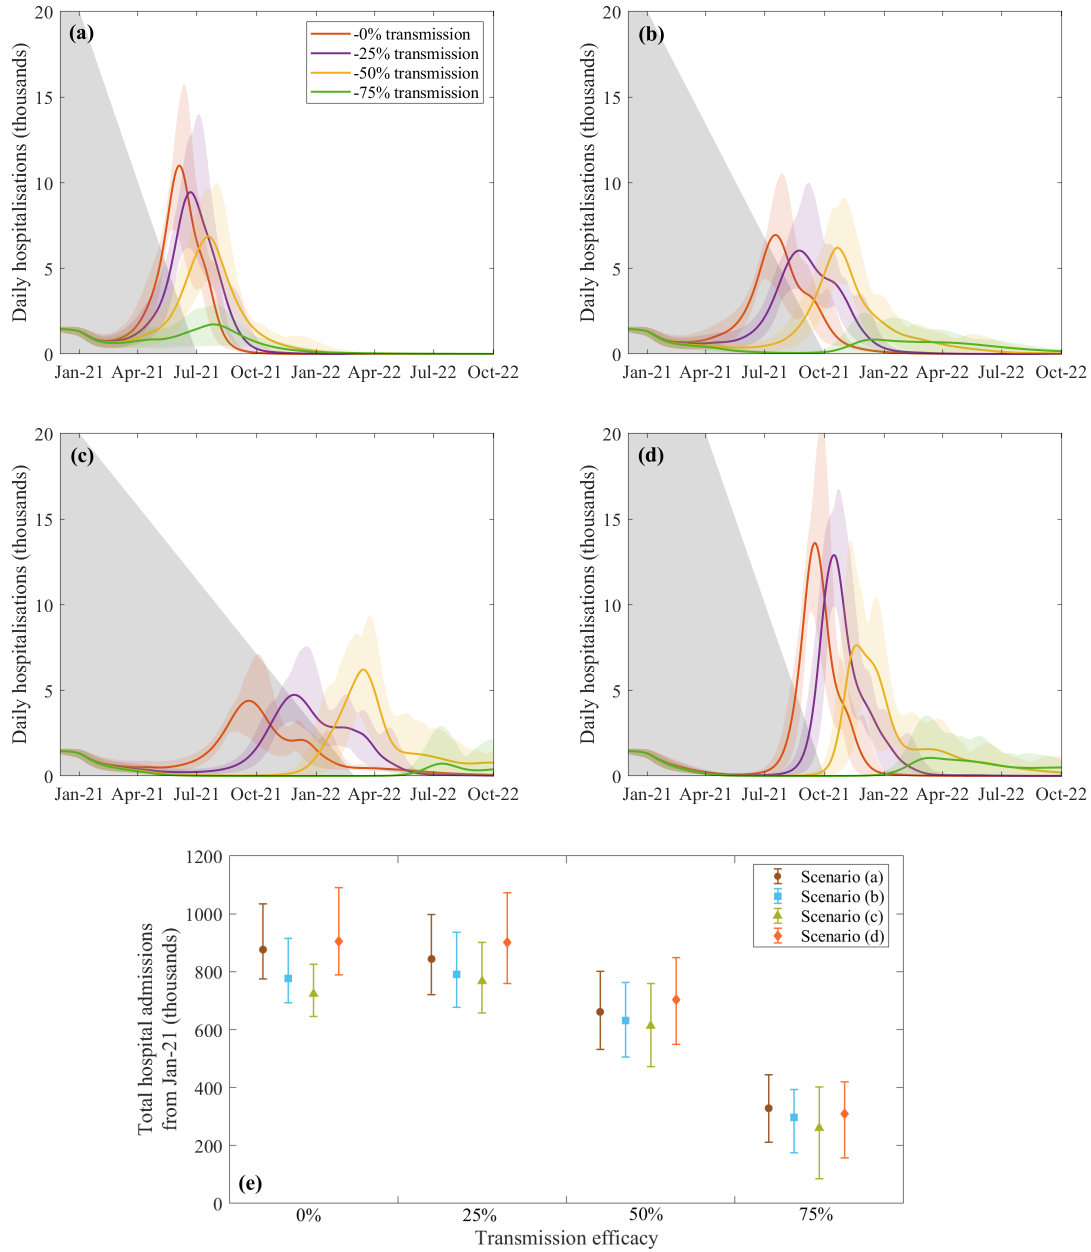 (a)
-0% transmission
-25% transmission
-50% transmission
-75% transmission
Daily hospitalisations (thousands)
20
15
10
5
0
Jan-21 Apr-21 Jul-21 Oct-21 Jan-22 Apr-22 Jul-22 Oct-22
(b)
Daily hospitalisations (thousands)
20
15
10
5
0
Jan-21 Apr-21 Jul-21 Oct-21 Jan-22 Apr-22 Jul-22 Oct-22
(c)
Daily hospitalisations (thousands)
20
15
10
5
0
Jan-21 Apr-21 Jul-21 Oct-21 Jan-22 Apr-22 Jul-22 Oct-22
(d)
Daily hospitalisations (thousands)
20
15
10
5
0
Jan-21 Apr-21 Jul-21 Oct-21 Jan-22 Apr-22 Jul-22 Oct-22
Total hospital admissions
from Jan-21 (thousands)
1200
1000
800
600
400
200
0
Scenario (a)
Scenario (b)
Scenario (c)
Scenario (d)
(e)
0% 25% 50% 75%
Transmission efficacy